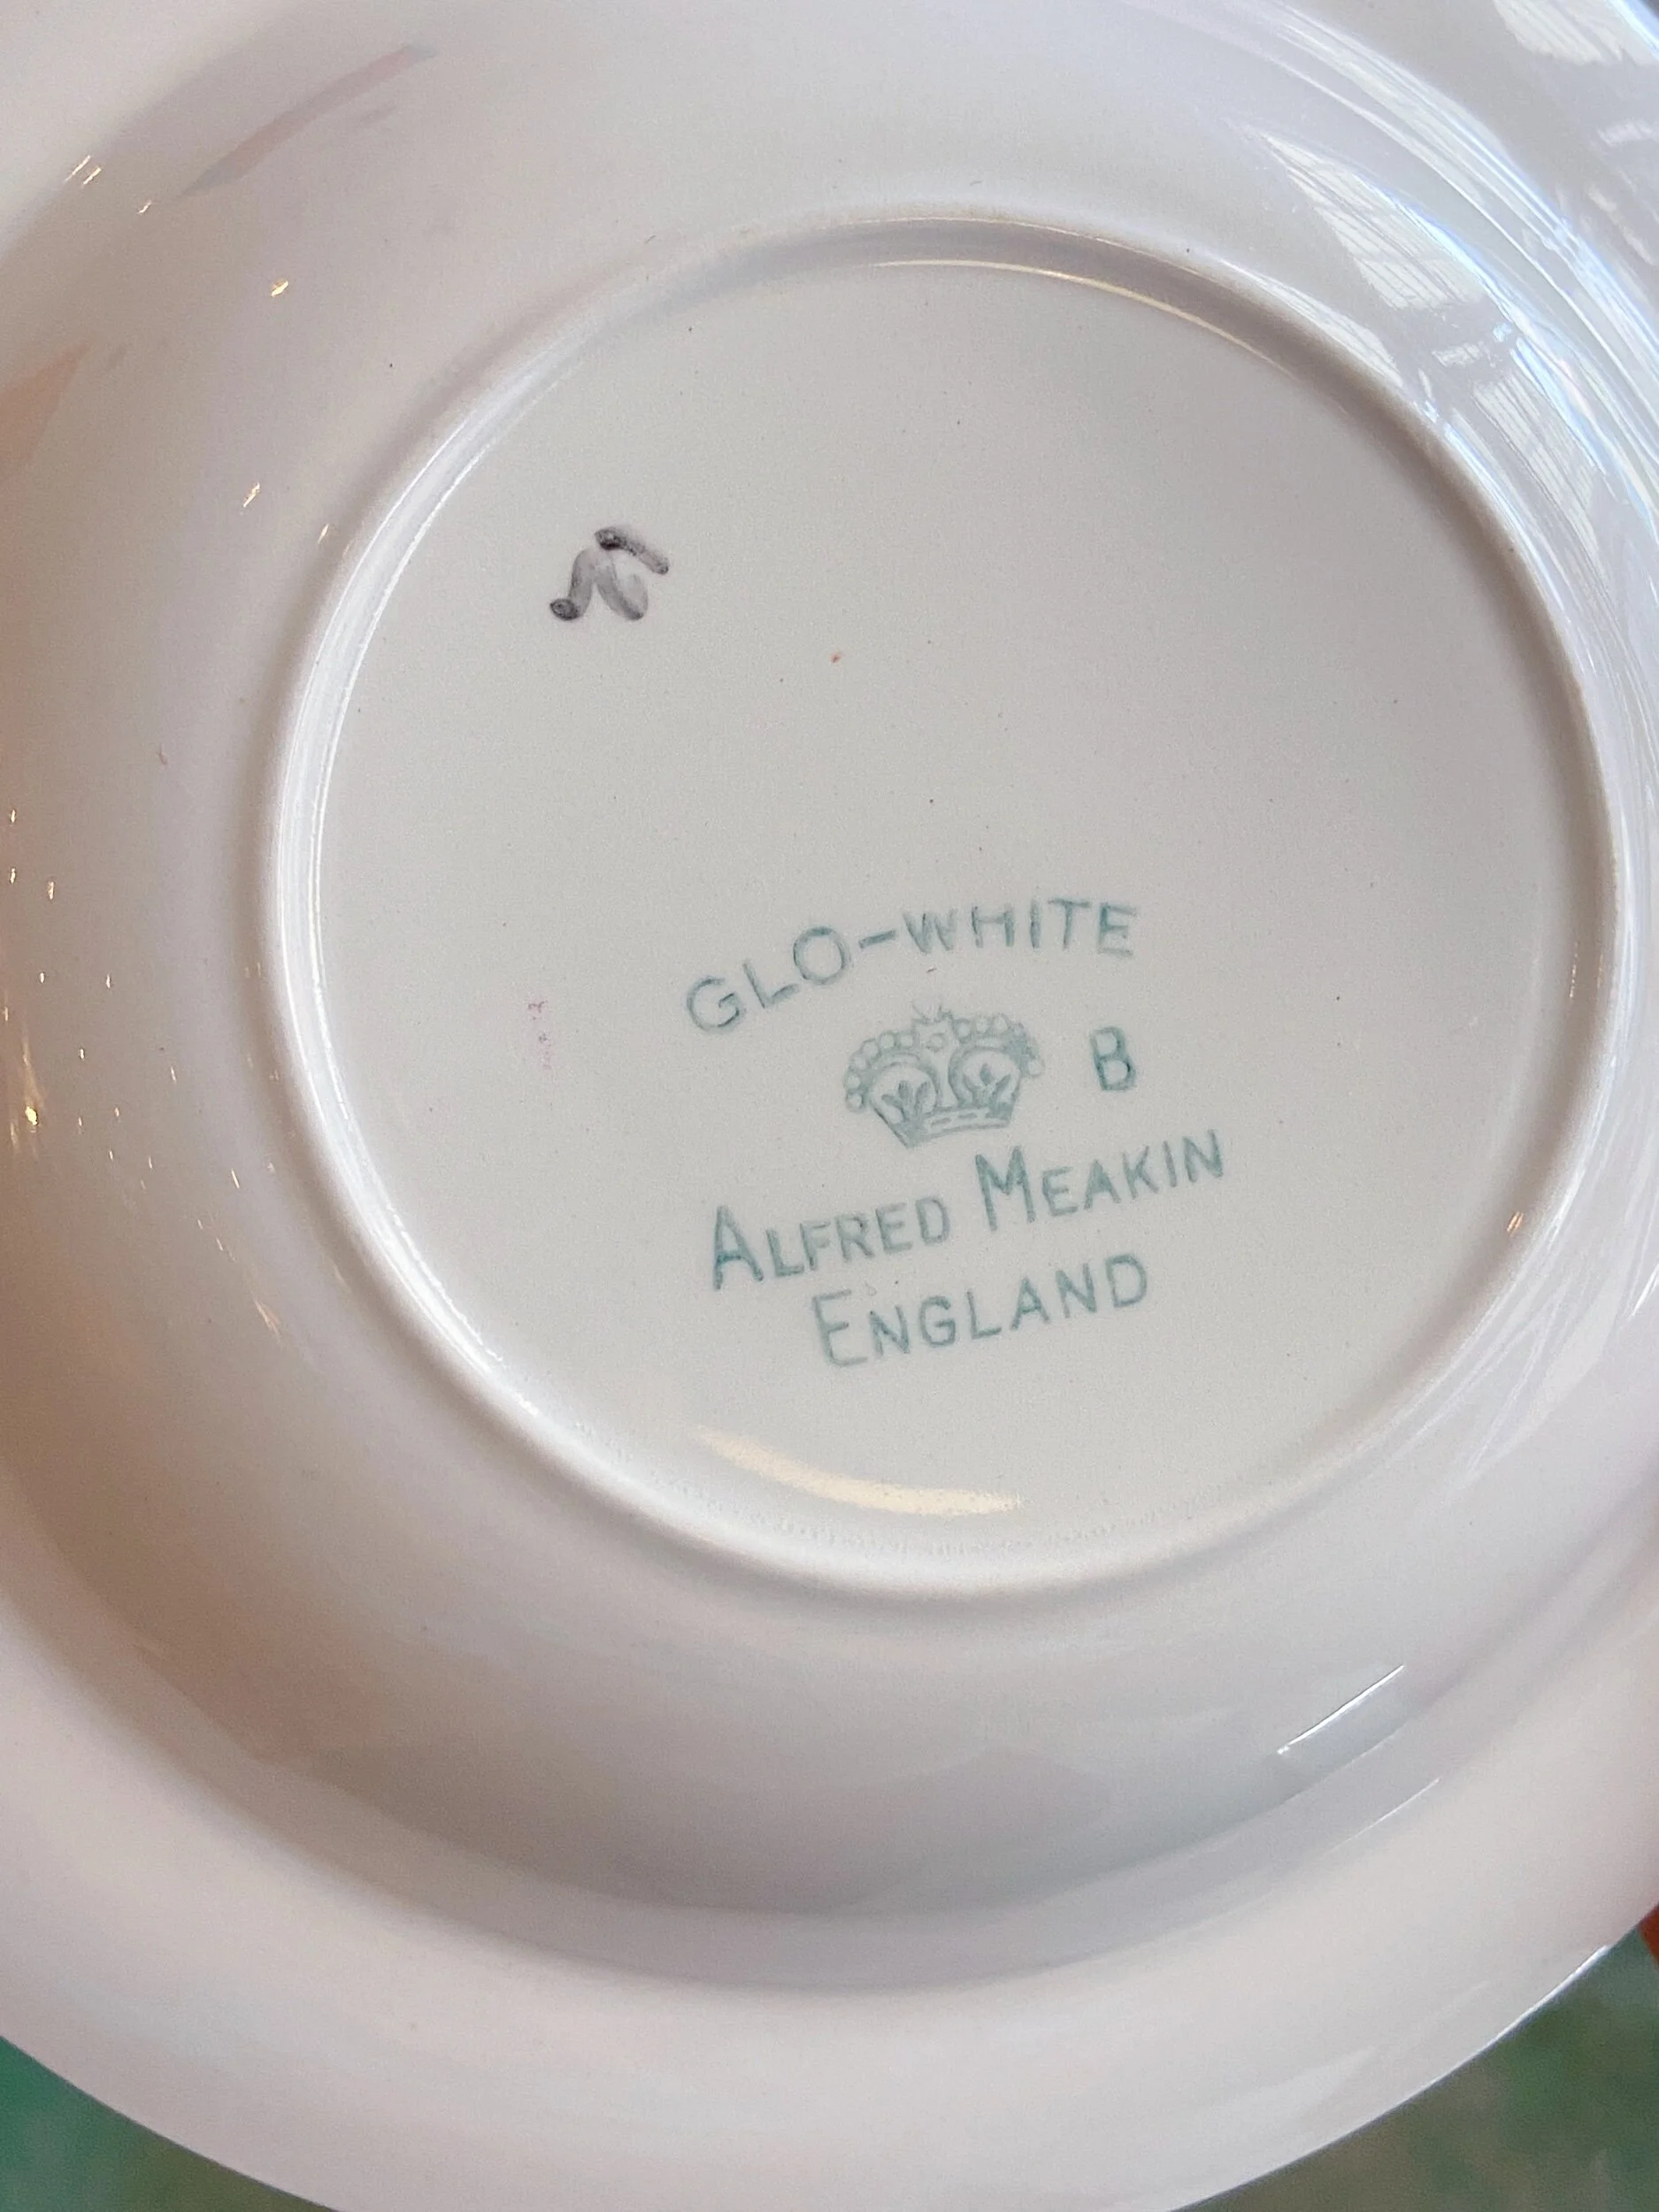 GLO-WHITE
B
ALFRED MEAKIN
ENGLAND